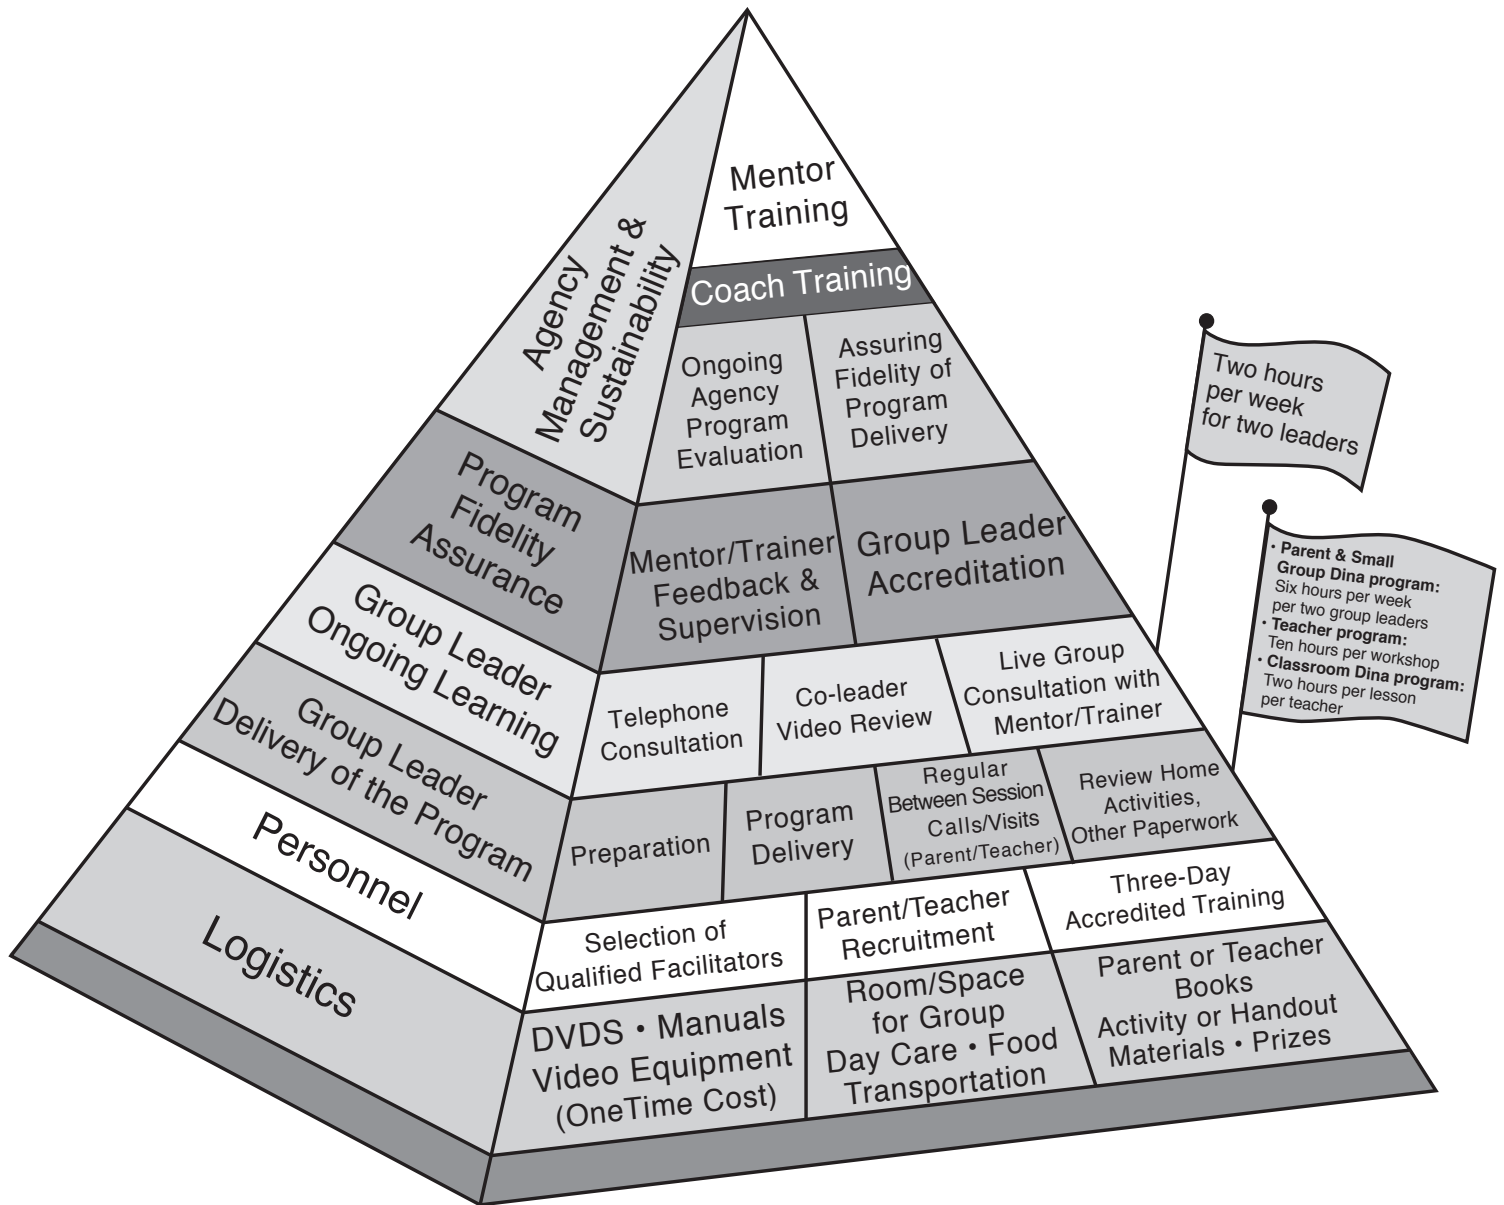 Mentor
Training
Coach Training
Agency
Management &
Sustainability
Ongoing
Agency
Program
Evaluation
Assuring
Fidelity of
Program
Delivery
Program
Fidelity
Assurance
Mentor/Trainer
Feedback &
Supervision
Group Leader
Accreditation
Group Leader
Ongoing Learning
Telephone
Consultation
Co-leader
Video Review
Live Group
Consultation with
Mentor/Trainer
Group Leader
Delivery of the Program
Preparation
Program
Delivery
Regular
Between Session
Calls/Visits
(Parent/Teacher)
Review Home
Activities,
Other Paperwork
Personnel
Selection of
Qualified Facilitators
Parent/Teacher
Recruitment
Three-Day
Accredited Training
Logistics
DVDS • Manuals
Video Equipment
(OneTime Cost)
Room/Space
for Group
Day Care • Food
Transportation
Parent or Teacher
Books
Activity or Handout
Materials • Prizes
Two hours
per week
for two leaders
• Parent & Small
Group Dina program:
Six hours per week
per two group leaders
• Teacher program:
Ten hours per workshop
• Classroom Dina program:
Two hours per lesson
per teacher